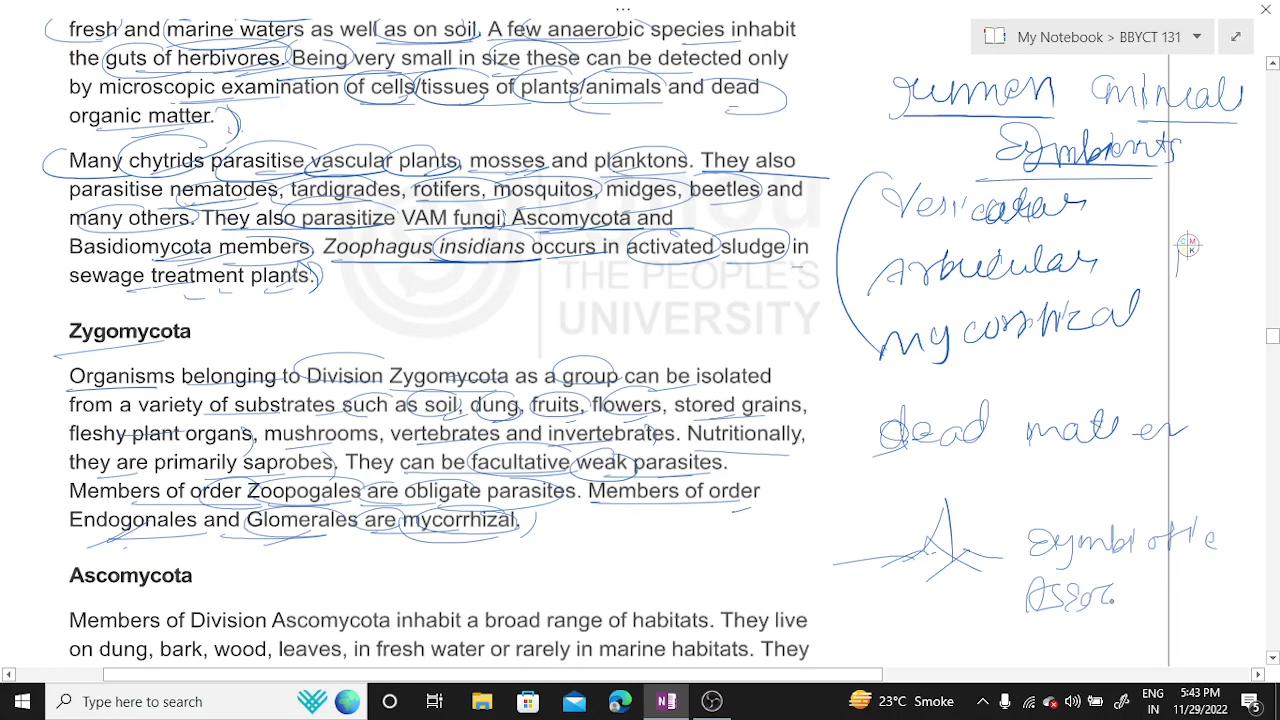 ...
My Notebook > BBYCT 131
fresh and marine waters as well as on soil. A few anaerobic species inhabit
the guts of herbivores. Being very small in size these can be detected only
by microscopic examination of cells/tissues of plants/animals and dead
organic matter.
Many chytrids parasitise vascular plants, mosses and planktons. They also
parasitise nematodes, tardigrades, rotifers, mosquitos, midges, beetles and
many others. They also parasitize VAM fungi, Ascomycota and
Basidiomycota members. Zoophagus insidians occurs in activated sludge in
sewage treatment plants.
THE PEOPLE'S
UNIVERSITY
Zygomycota
Organisms belonging to Division Zygomycota as a group can be isolated
from a variety of substrates such as soil, dung, fruits, flowers, stored grains,
fleshy plant organs, mushrooms, vertebrates and invertebrates. Nutritionally,
they are primarily saprobes. They can be facultative weak parasites.
Members of order Zoopogales are obligate parasites. Members of order
Endogonales and Glomerales are mycorrhizal.
Ascomycota
Members of Division Ascomycota inhabit a broad range of habitats. They live
on dung, bark, wood, leaves, in fresh water or rarely in marine habitats. They
rumen
Symbionts
mycorrhizal
dead matter
Symbiotic
Assoc.
C M
K
Type here to search
23°C Smoke
ENG
IN
5:43 PM
11/29/2022
5